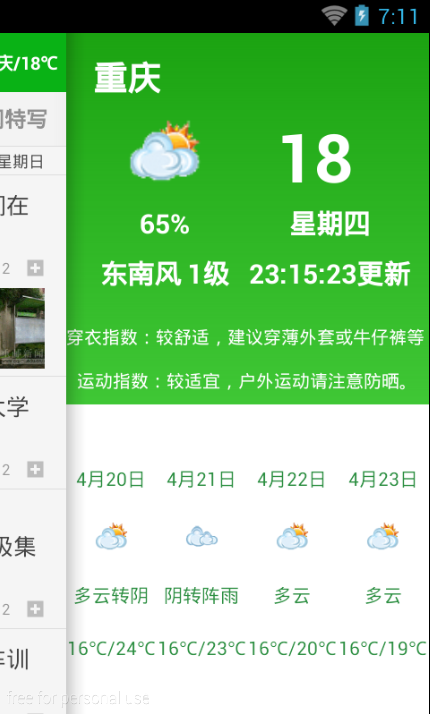 7:11
庆/18℃
重庆
18
特写
65%
星期四
星期日
东南风 1级
23:15:23更新
在
2
穿衣指数：较舒适，建议穿薄外套或牛仔裤等
运动指数：较适宜，户外运动请注意防晒。
大学
2
4月20日
4月21日
4月22日
4月23日
级集
多云转阴
阴转阵雨
多云
多云
2
16℃/24℃
16℃/23℃
16℃/20℃
16℃/19℃
训
free for personal use